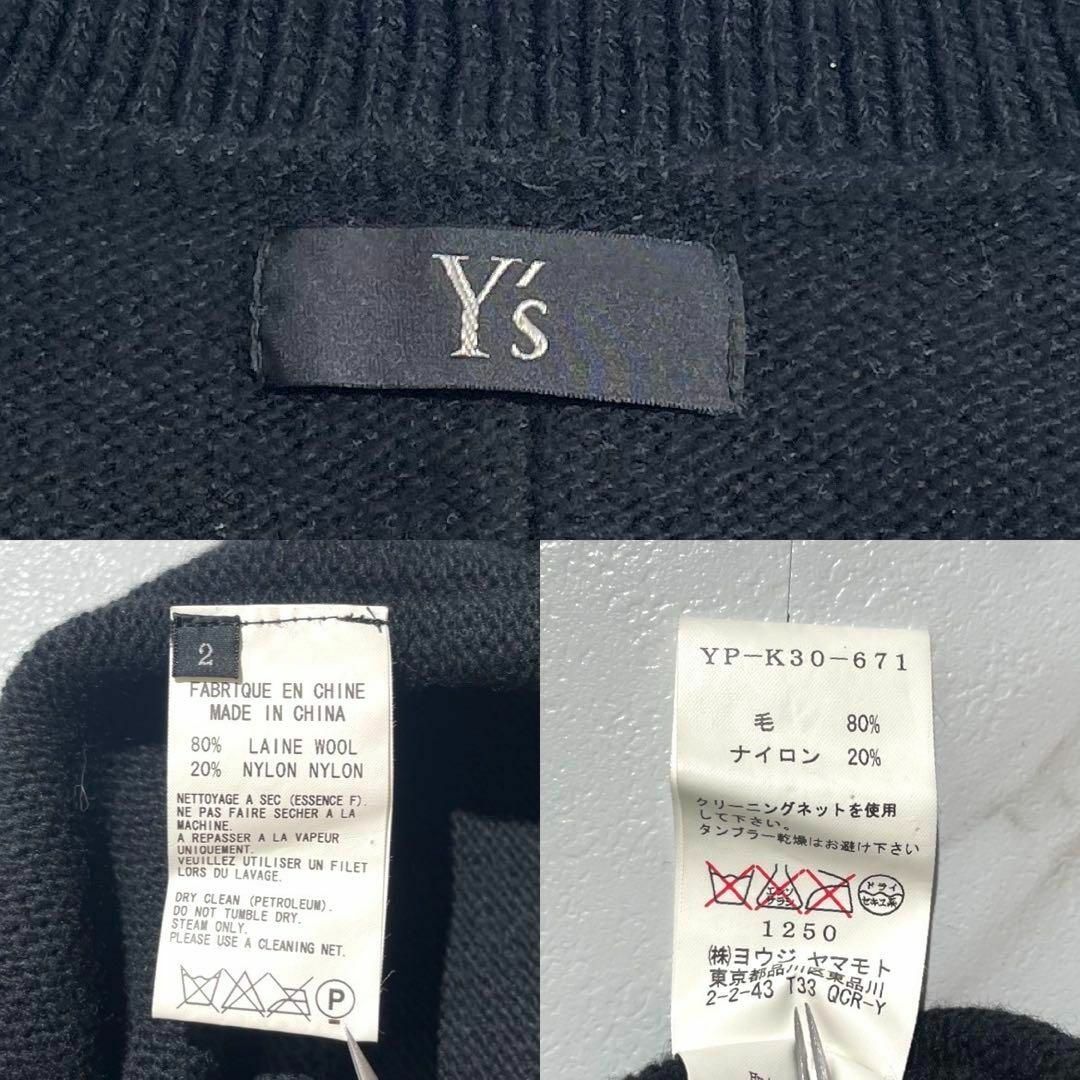 Y's
2
FABRIQUE EN CHINE
MADE IN CHINA
80% LAINE WOOL
20% NYLON NYLON
NETTOYAGE A SEC (ESSENCE F).
NE PAS FAIRE SECHER A LA
MACHINE.
A REPASSER A LA VAPEUR
UNIQUEMENT.
VEUILLEZ UTILISER UN FILET
LORS DU LAVAGE.
DRY CLEAN (PETROLEUM).
DO NOT TUMBLE DRY.
STEAM ONLY.
PLEASE USE A CLEANING NET.
P
YP-K30-671
毛 80%
ナイロン 20%
クリーニングネットを使用
して下さい。
タンブラー乾燥はお避け下さい
エンソ サラシ ドライ セキユ系
1250
㈱ヨウジ ヤマモト
東京都品川区東品川
2-2-43 T33 QCR-Y